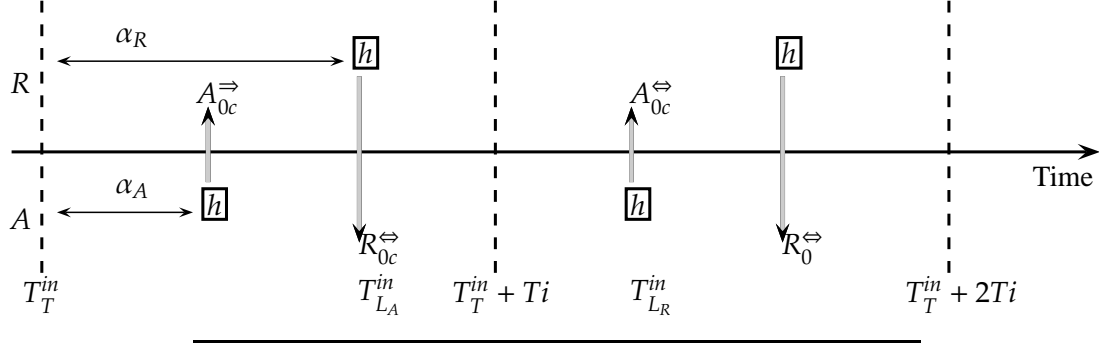 α_R h h
R
A_{0c}^{⇒} A_{0c}^{⇔}
Time
α_A
A h h
R_{0c}^{⇔} R_0^{⇔}
T_T^{in} T_{L_A}^{in} T_T^{in} + Ti T_{L_R}^{in} T_T^{in} + 2Ti